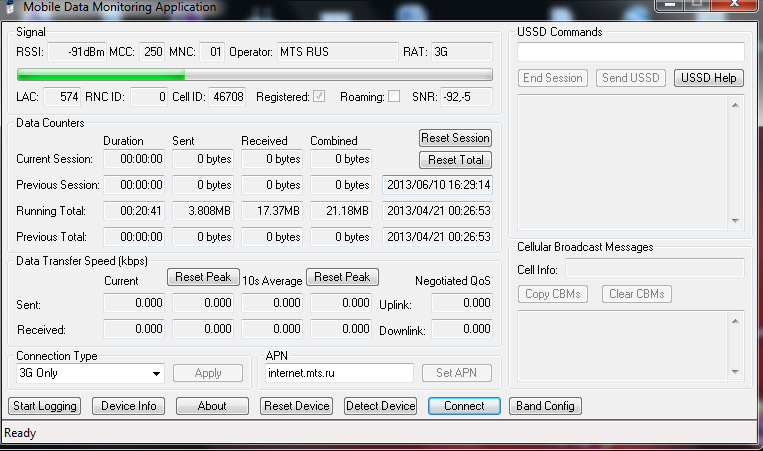 Mobile Data Monitoring Application
Signal
RSSI: -91dBm MCC: 250 MNC: 01 Operator: MTS RUS RAT: 3G
LAC: 574 RNC ID: 0 Cell ID: 46708 Registered: Roaming: SNR: -92,-5
Data Counters
Duration Sent Received Combined Reset Session
Current Session: 00:00:00 0 bytes 0 bytes 0 bytes Reset Total
Previous Session: 00:00:00 0 bytes 0 bytes 0 bytes 2013/06/10 16:29:14
Running Total: 00:20:41 3.808MB 17.37MB 21.18MB 2013/04/21 00:26:53
Previous Total: 00:00:00 0 bytes 0 bytes 0 bytes 2013/04/21 00:26:53
Data Transfer Speed (kbps)
Current Reset Peak 10s Average Reset Peak Negotiated QoS
Sent: 0.000 0.000 0.000 0.000 Uplink: 0.000
Received: 0.000 0.000 0.000 0.000 Downlink: 0.000
Connection Type
3G Only Apply
APN
internet.mts.ru Set APN
USSD Commands
End Session Send USSD USSD Help
Cellular Broadcast Messages
Cell Info:
Copy CBMs Clear CBMs
Start Logging Device Info About Reset Device Detect Device Connect Band Config
Ready